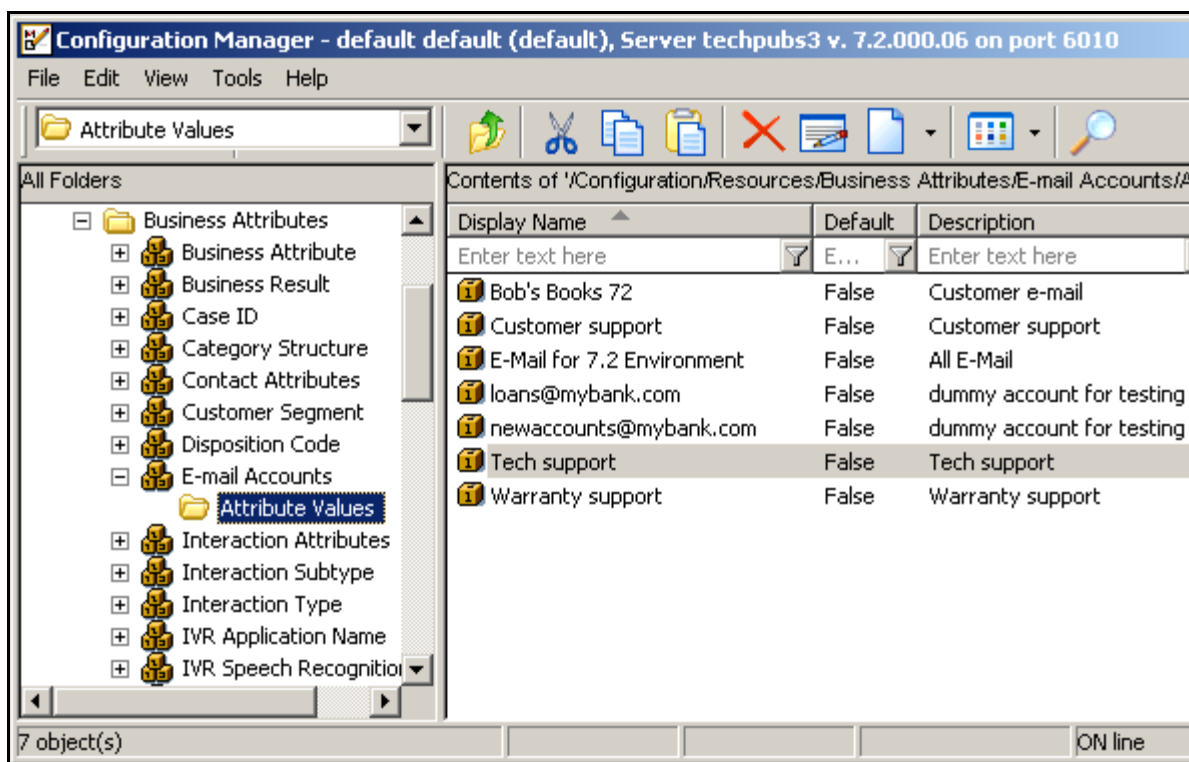 Configuration Manager - default default (default), Server techpubs3 v. 7.2.000.06 on port 6010
File Edit View Tools Help
Attribute Values
All Folders
Business Attributes
Business Attribute
Business Result
Case ID
Category Structure
Contact Attributes
Customer Segment
Disposition Code
E-mail Accounts
Attribute Values
Interaction Attributes
Interaction Subtype
Interaction Type
IVR Application Name
IVR Speech Recognition
Contents of '/Configuration/Resources/Business Attributes/E-mail Accounts/A
Display Name Default Description
Enter text here E... Enter text here
Bob's Books 72 False Customer e-mail
Customer support False Customer support
E-Mail for 7.2 Environment False All E-Mail
loans@mybank.com False dummy account for testing
newaccounts@mybank.com False dummy account for testing
Tech support False Tech support
Warranty support False Warranty support
7 object(s) ON line